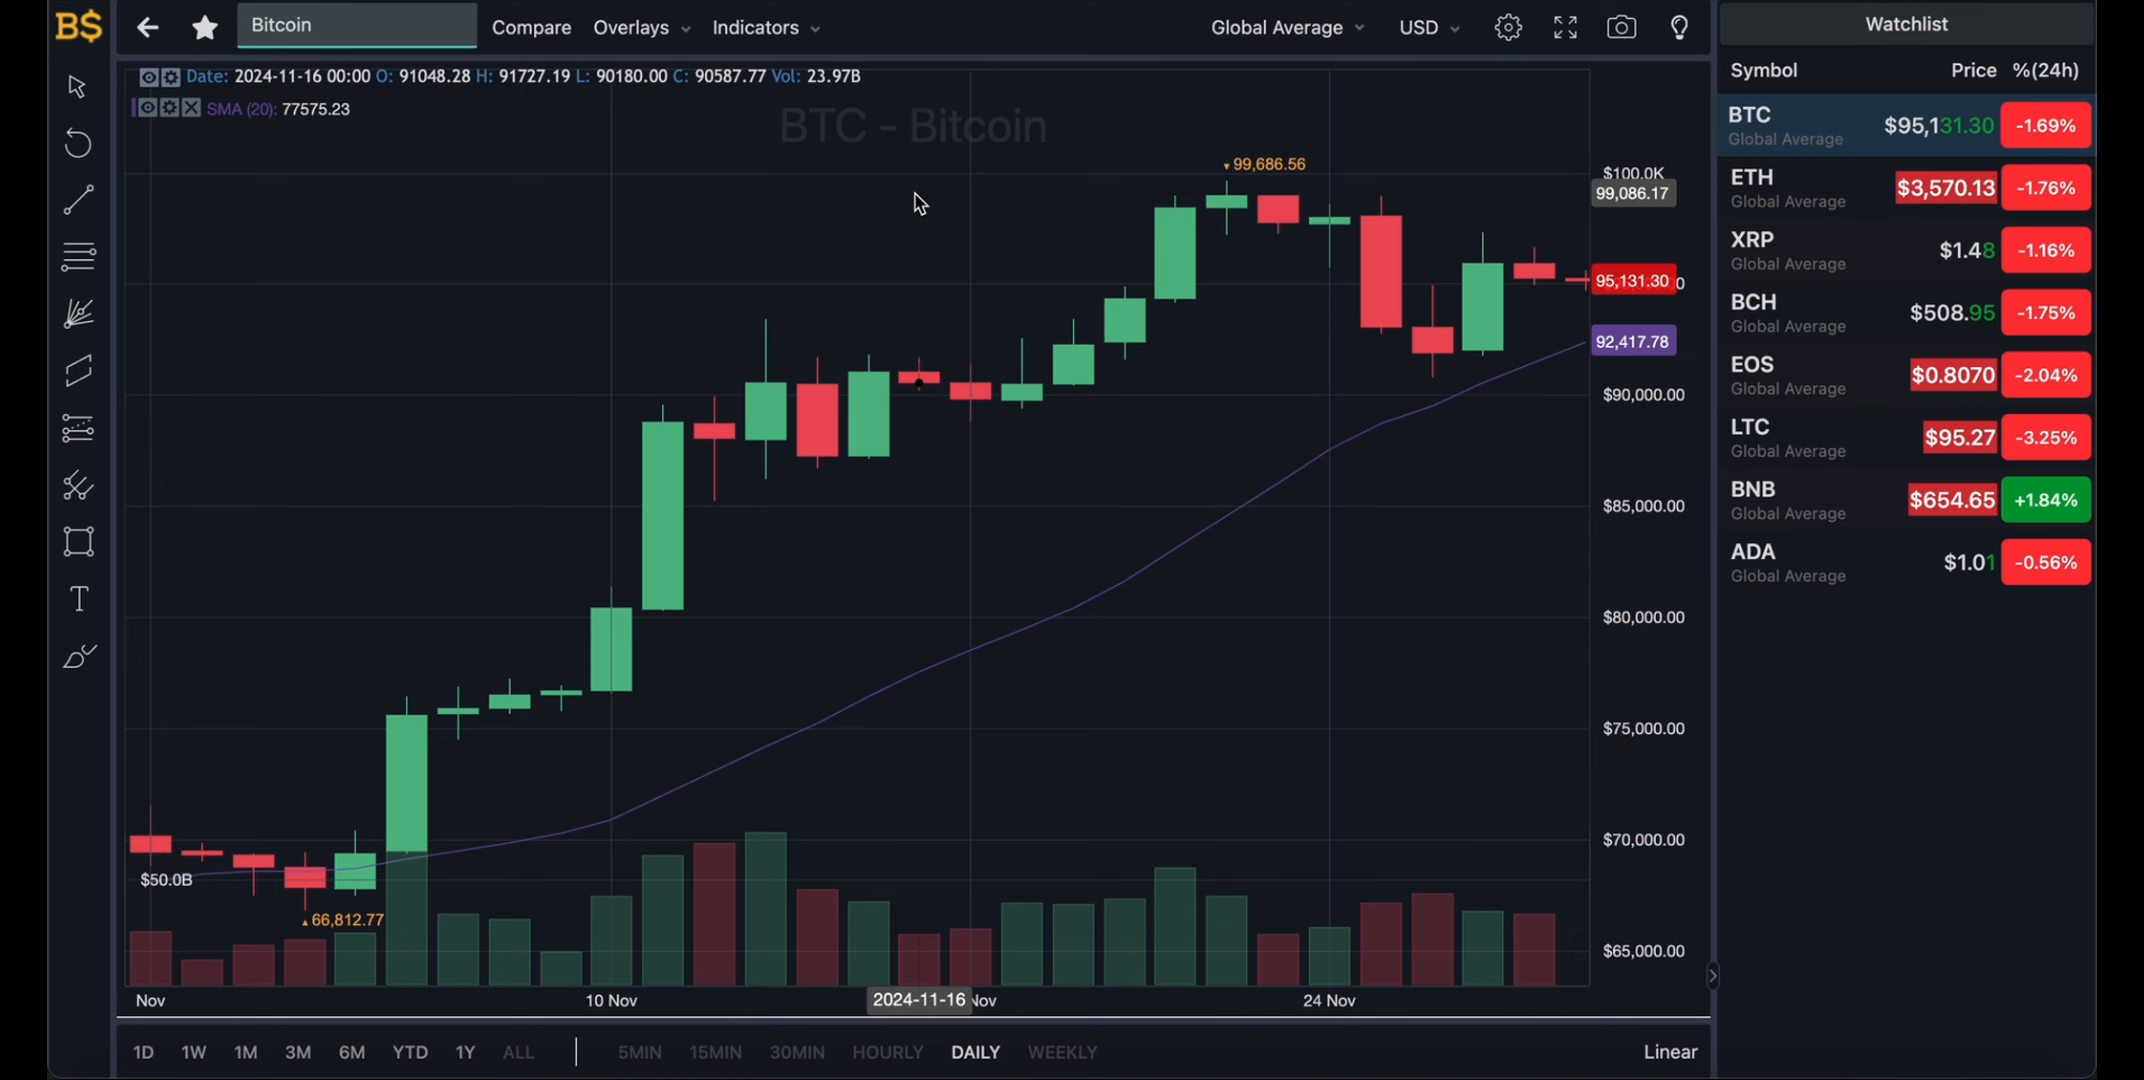 B$
Bitcoin
Compare
Overlays
Indicators
Global Average
USD
Date: 2024-11-16 00:00 O: 91048.28 H: 91727.19 L: 90180.00 C: 90587.77 Vol: 23.97B
SMA (20): 77575.23
BTC - Bitcoin
99,686.56
66,812.77
$50.0B
$100.0K
99,086.17
95,131.30
92,417.78
$90,000.00
$85,000.00
$80,000.00
$75,000.00
$70,000.00
$65,000.00
Nov
10 Nov
2024-11-16
Nov
24 Nov
1D 1W 1M 3M 6M YTD 1Y ALL
5MIN 15MIN 30MIN HOURLY DAILY WEEKLY
Linear
T
Watchlist
Symbol Price %(24h)
BTC $95,131.30 -1.69%
Global Average
ETH $3,570.13 -1.76%
Global Average
XRP $1.48 -1.16%
Global Average
BCH $508.95 -1.75%
Global Average
EOS $0.8070 -2.04%
Global Average
LTC $95.27 -3.25%
Global Average
BNB $654.65 +1.84%
Global Average
ADA $1.01 -0.56%
Global Average